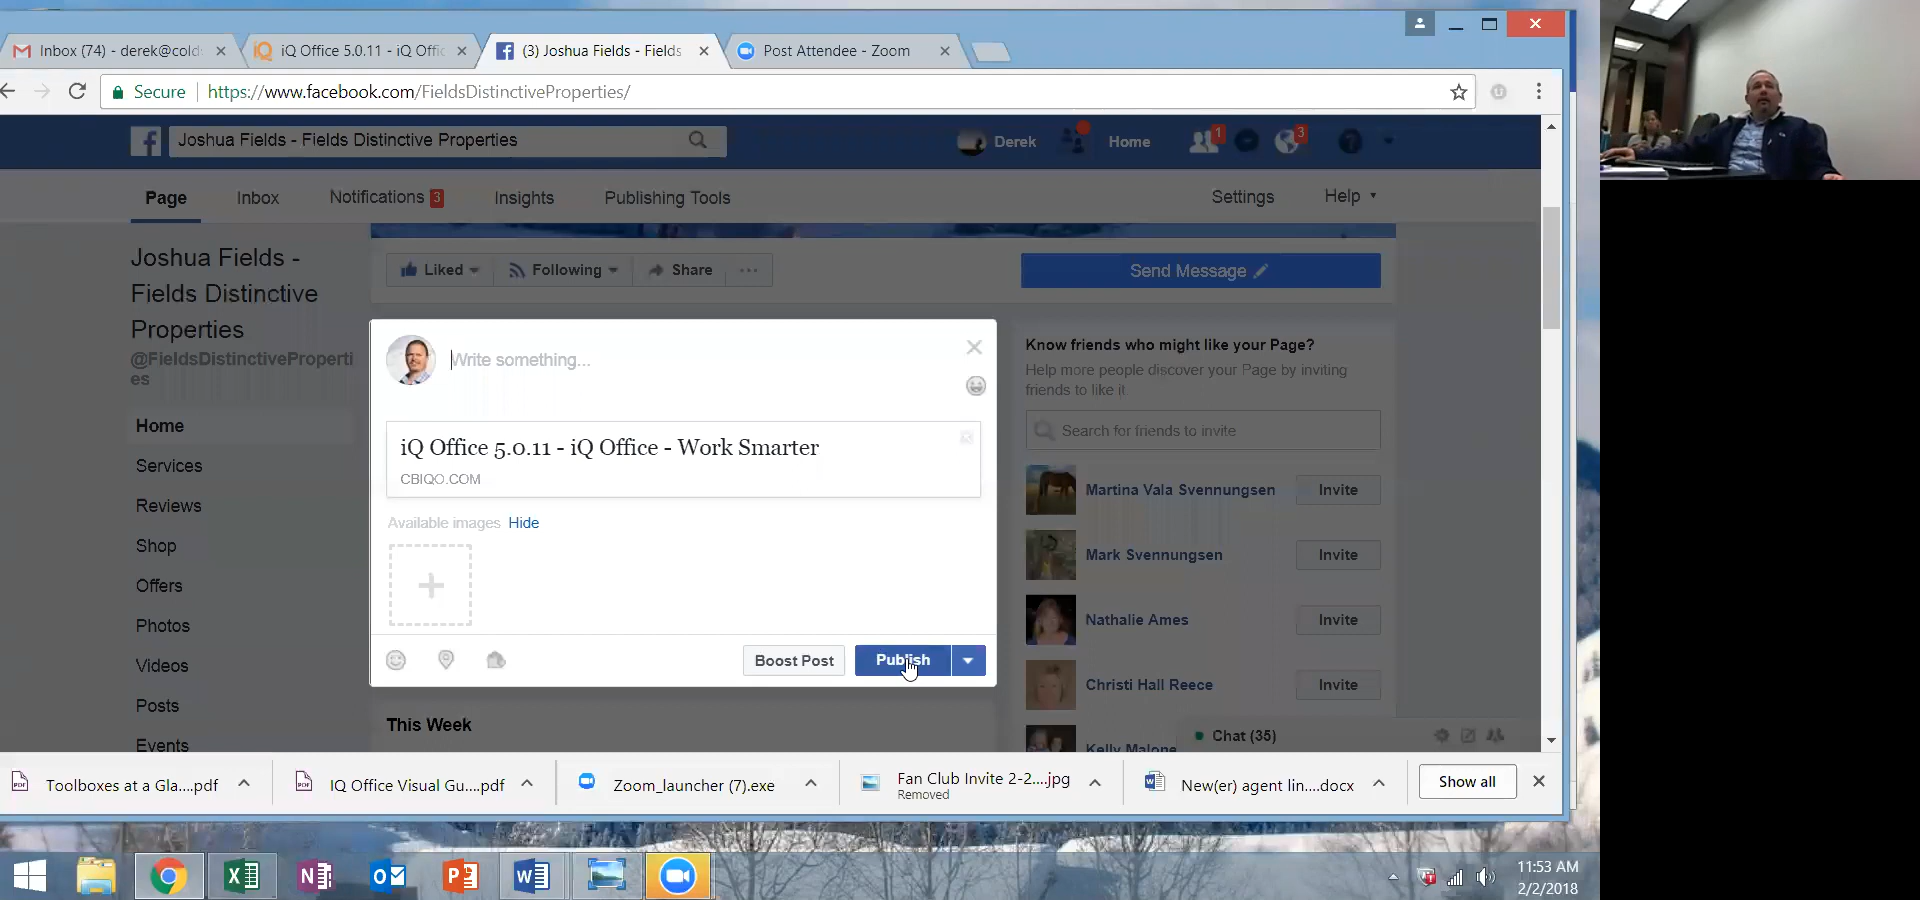 Inbox (74) - derek@colds
iQ Office 5.0.11 - iQ Offic
(3) Joshua Fields - Fields
Post Attendee - Zoom
Secure
https://www.facebook.com/FieldsDistinctiveProperties/
Joshua Fields - Fields Distinctive Properties
Derek
Home
1
3
Page
Inbox
Notifications 3
Insights
Publishing Tools
Settings
Help
Joshua Fields -
Fields Distinctive
Properties
@FieldsDistinctiveProperti
es
Liked
Following
Share
Send Message
Write something...
iQ Office 5.0.11 - iQ Office - Work Smarter
CBIQO.COM
Available images Hide
Boost Post
Publish
This Week
Home
Services
Reviews
Shop
Offers
Photos
Videos
Posts
Events
Know friends who might like your Page?
Help more people discover your Page by inviting
friends to like it.
Search for friends to invite
Martina Vala Svennungsen
Invite
Mark Svennungsen
Invite
Nathalie Ames
Invite
Christi Hall Reece
Invite
Kelly Malone
Chat (35)
Toolboxes at a Gla....pdf
IQ Office Visual Gu....pdf
Zoom_launcher (7).exe
Fan Club Invite 2-2....jpg
Removed
New(er) agent lin....docx
Show all
11:53 AM
2/2/2018